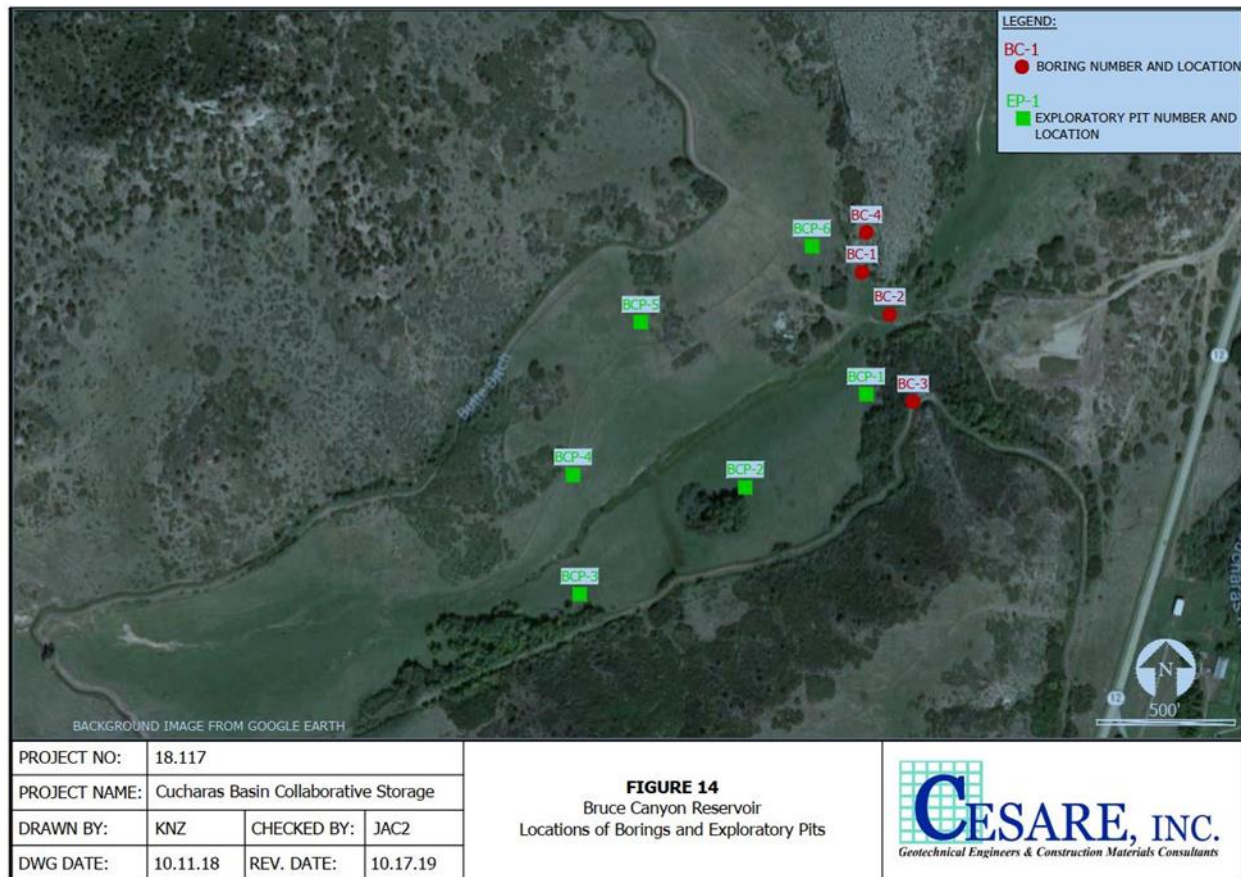 LEGEND:
BC-1
BORING NUMBER AND LOCATION
EP-1
EXPLORATORY PIT NUMBER AND
LOCATION
BC-4
BCP-6
BC-1
BC-2
BCP-5
12
Butte Ditch
BCP-1
BC-3
BCP-4
BCP-2
BCP-3
N
12
500'
BACKGROUND IMAGE FROM GOOGLE EARTH
PROJECT NO: 18.117
PROJECT NAME: Cucharas Basin Collaborative Storage
DRAWN BY: KNZ CHECKED BY: JAC2
DWG DATE: 10.11.18 REV. DATE: 10.17.19
FIGURE 14
Bruce Canyon Reservoir
Locations of Borings and Exploratory Pits
CESARE, INC.
Geotechnical Engineers & Construction Materials Consultants